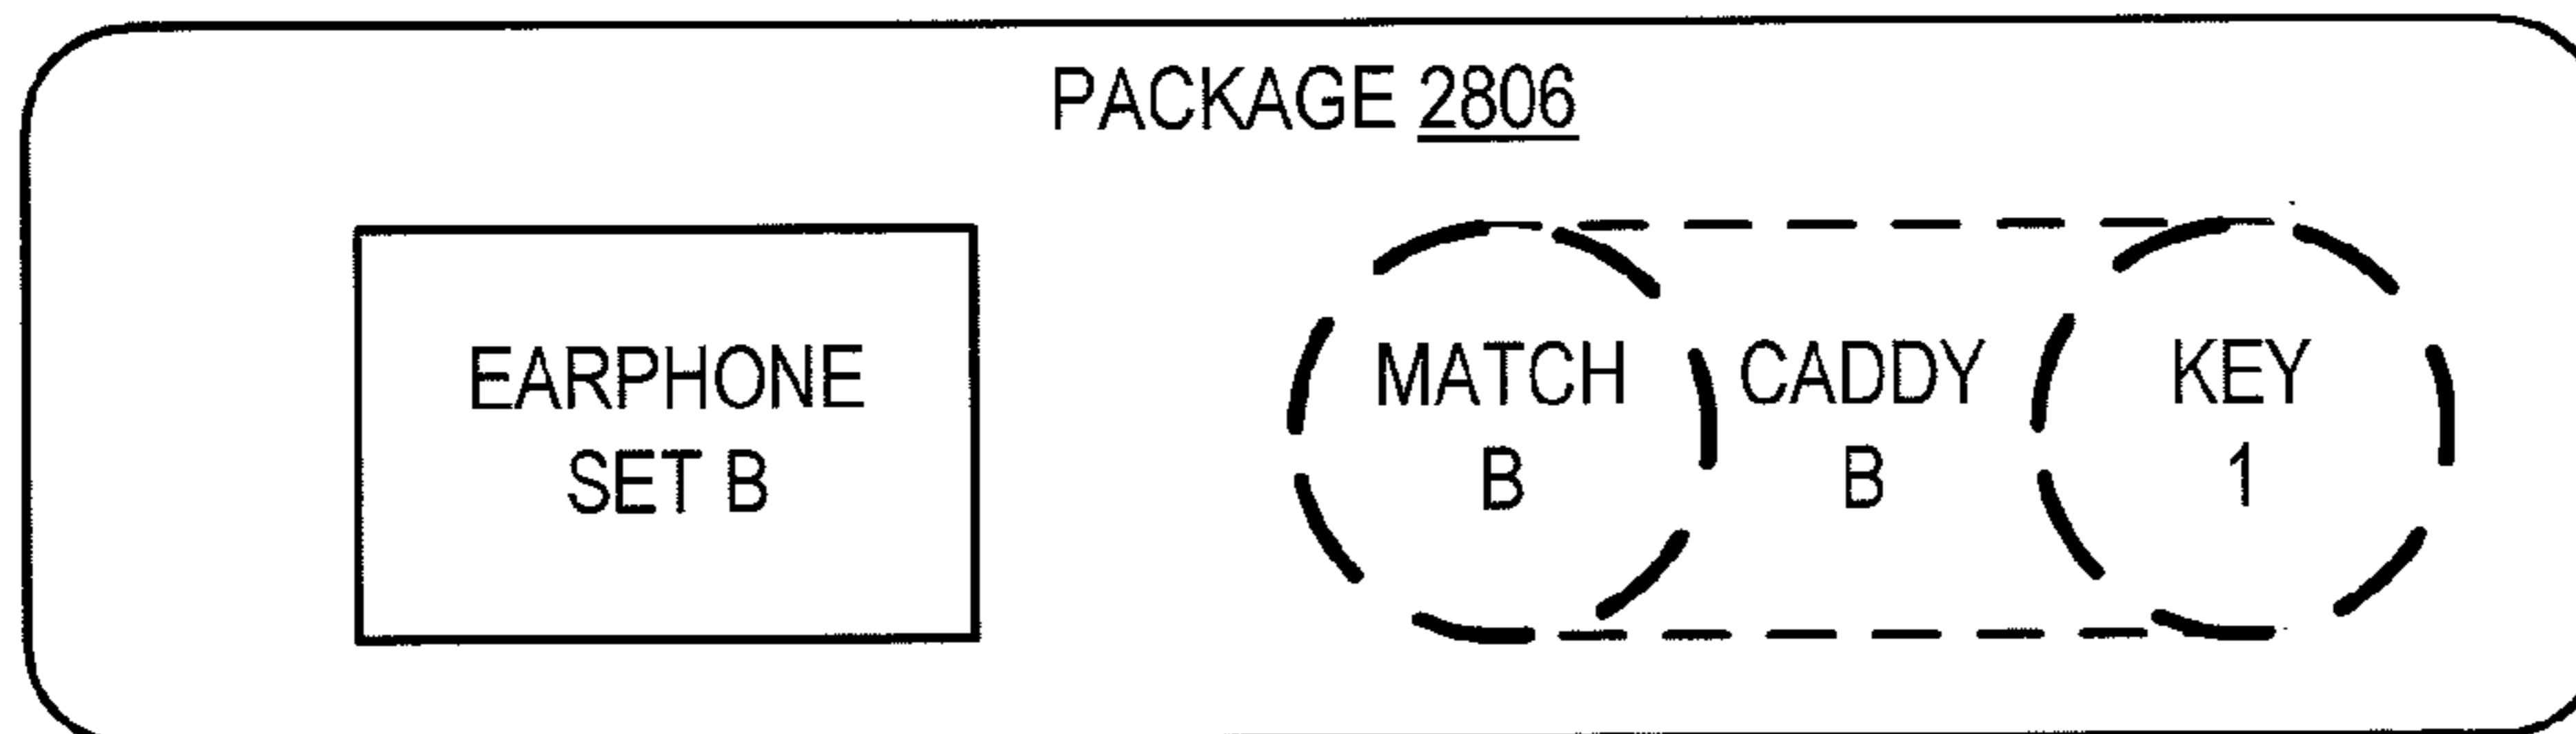 PACKAGE 2806
EARPHONE
SET B
MATCH
B
CADDY
B
KEY
1